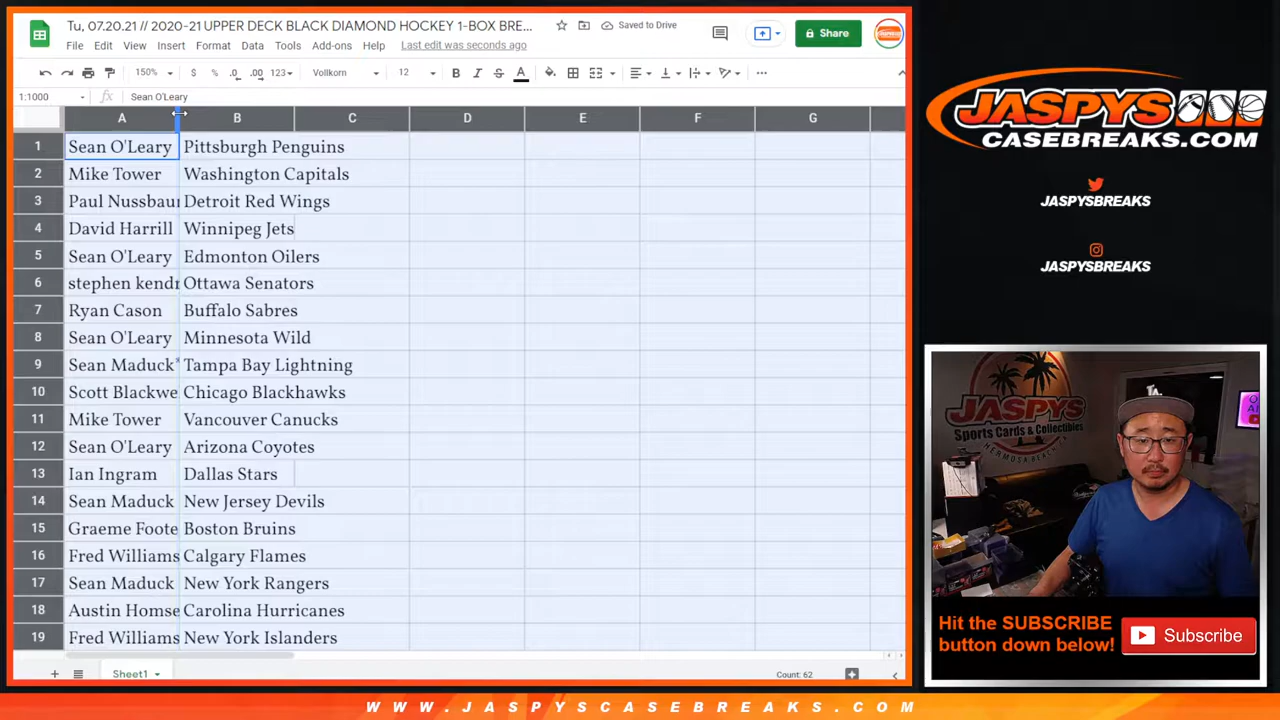 Tu, 07.20.21 // 2020-21 UPPER DECK BLACK DIAMOND HOCKEY 1-BOX BRE...
Saved to Drive
Share
File Edit View Insert Format Data Tools Add-ons Help Last edit was seconds ago
150% $ % .0 .00 123 Vollkorn 12 B I S A
1:1000 fx Sean O'Leary
A B C D E F G
1 Sean O'Leary Pittsburgh Penguins
2 Mike Tower Washington Capitals
3 Paul Nussbau Detroit Red Wings
4 David Harrill Winnipeg Jets
5 Sean O'Leary Edmonton Oilers
6 stephen kendr Ottawa Senators
7 Ryan Cason Buffalo Sabres
8 Sean O'Leary Minnesota Wild
9 Sean Maduck* Tampa Bay Lightning
10 Scott Blackwe Chicago Blackhawks
11 Mike Tower Vancouver Canucks
12 Sean O'Leary Arizona Coyotes
13 Ian Ingram Dallas Stars
14 Sean Maduck New Jersey Devils
15 Graeme Foote Boston Bruins
16 Fred Williams Calgary Flames
17 Sean Maduck New York Rangers
18 Austin Homse Carolina Hurricanes
19 Fred Williams New York Islanders
Sheet1
Count: 62
JASPYS
CASEBREAKS.COM
JASPYSBREAKS
JASPYSBREAKS
JASPYS
Sports Cards & Collectibles
HERMOSA BEACH
Hit the SUBSCRIBE
button down below!
Subscribe
WWW.JASPYSCASEBREAKS.COM